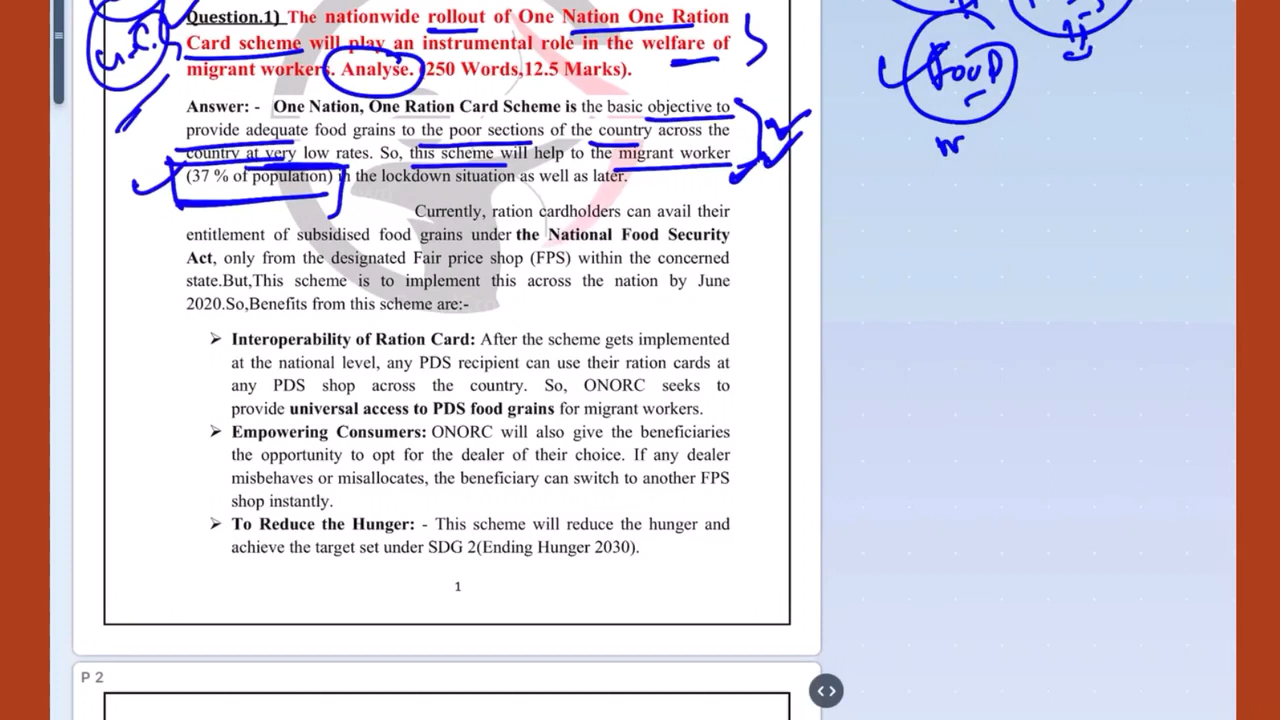 Question.1) The nationwide rollout of One Nation One Ration
Card scheme will play an instrumental role in the welfare of
migrant workers. Analyse. (250 Words,12.5 Marks).
Answer: - One Nation, One Ration Card Scheme is the basic objective to
provide adequate food grains to the poor sections of the country across the
country at very low rates. So, this scheme will help to the migrant worker
(37 % of population) in the lockdown situation as well as later.
Currently, ration cardholders can avail their
entitlement of subsidised food grains under the National Food Security
Act, only from the designated Fair price shop (FPS) within the concerned
state.But,This scheme is to implement this across the nation by June
2020.So,Benefits from this scheme are:-
➢ Interoperability of Ration Card: After the scheme gets implemented
at the national level, any PDS recipient can use their ration cards at
any PDS shop across the country. So, ONORC seeks to
provide universal access to PDS food grains for migrant workers.
➢ Empowering Consumers: ONORC will also give the beneficiaries
the opportunity to opt for the dealer of their choice. If any dealer
misbehaves or misallocates, the beneficiary can switch to another FPS
shop instantly.
➢ To Reduce the Hunger: - This scheme will reduce the hunger and
achieve the target set under SDG 2(Ending Hunger 2030).
1
P 2
Food